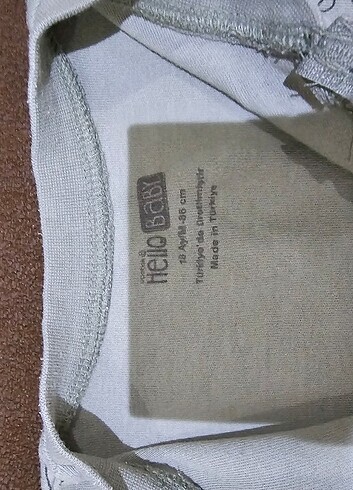 Hello BABY
18 Ay/M-86 cm
Türkiye'de Üretilmiştir
Made in Türkiye